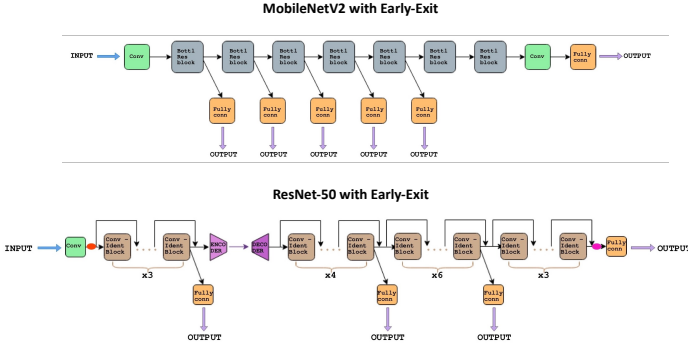 MobileNetV2 with Early-Exit
INPUT
Conv
Bottl
Res
block
Bottl
Res
block
Bottl
Res
block
Bottl
Res
block
Bottl
Res
block
Bottl
Res
block
Bottl
Res
block
Conv
Fully
conn
OUTPUT
Fully
conn
Fully
conn
Fully
conn
Fully
conn
Fully
conn
OUTPUT
OUTPUT
OUTPUT
OUTPUT
OUTPUT
ResNet-50 with Early-Exit
INPUT
Conv
Conv -
Ident
Block
Conv -
Ident
Block
ENCO
DER
DECO
DER
Conv -
Ident
Block
Conv -
Ident
Block
Conv -
Ident
Block
Conv -
Ident
Block
Conv -
Ident
Block
Conv -
Ident
Block
Fully
conn
OUTPUT
x3
x4
x6
x3
Fully
conn
Fully
conn
Fully
conn
OUTPUT
OUTPUT
OUTPUT